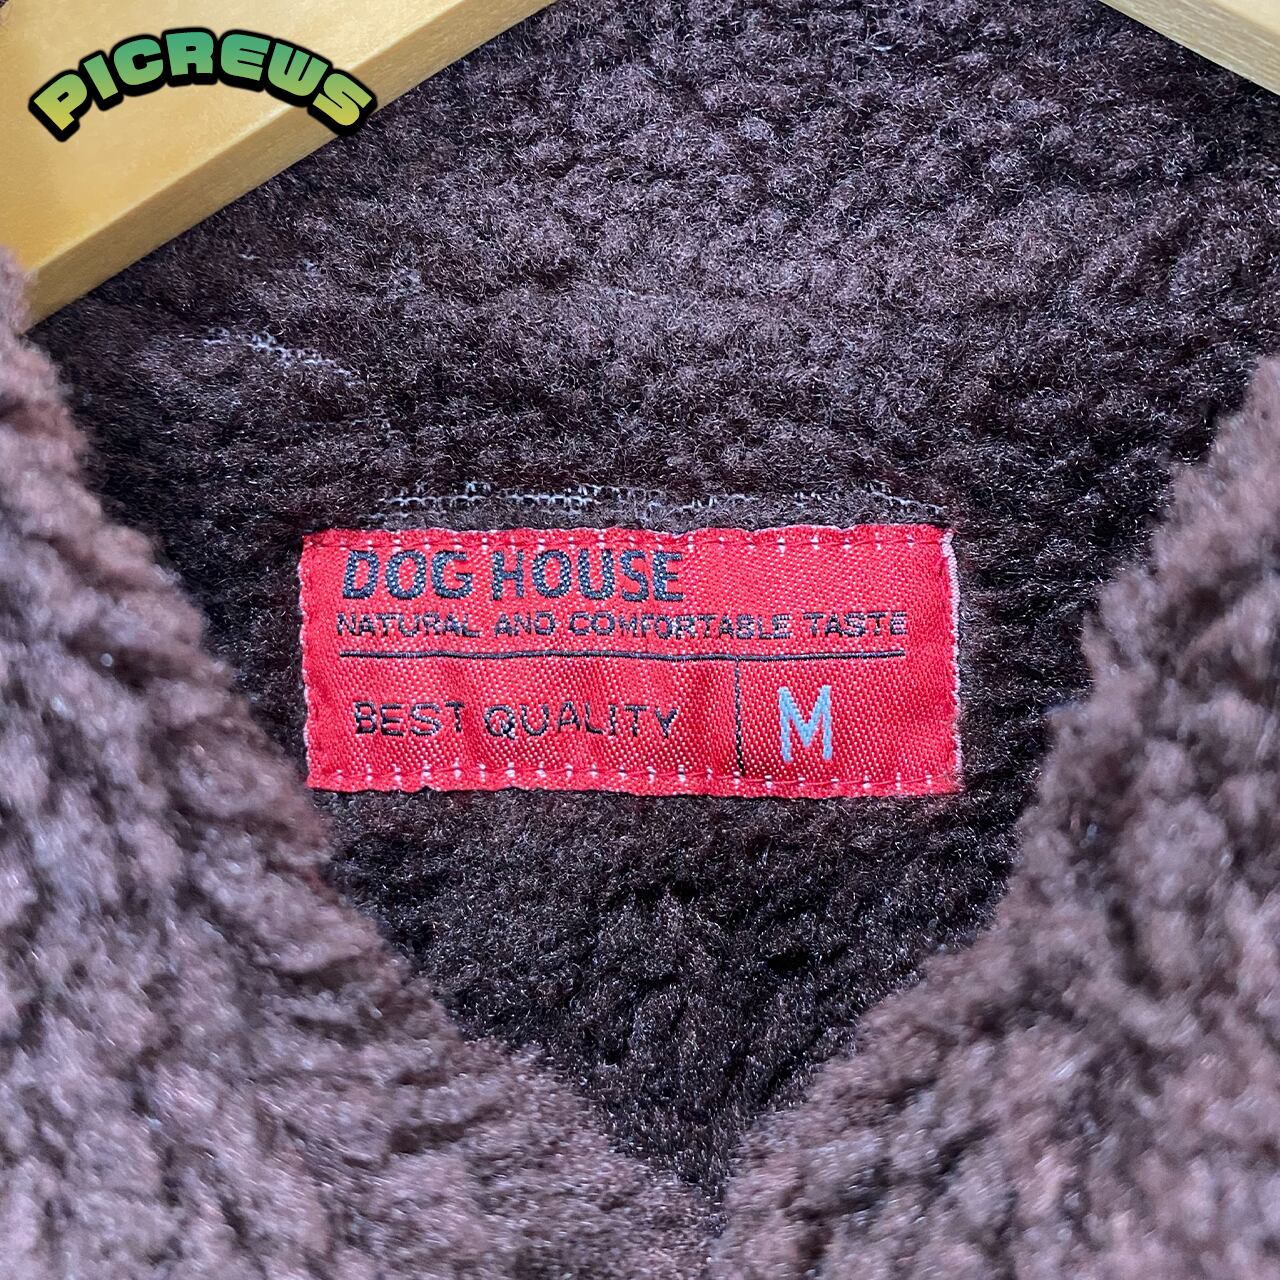 PICREWS
DOG HOUSE
NATURAL AND COMFORTABLE TASTE
BEST QUALITY M